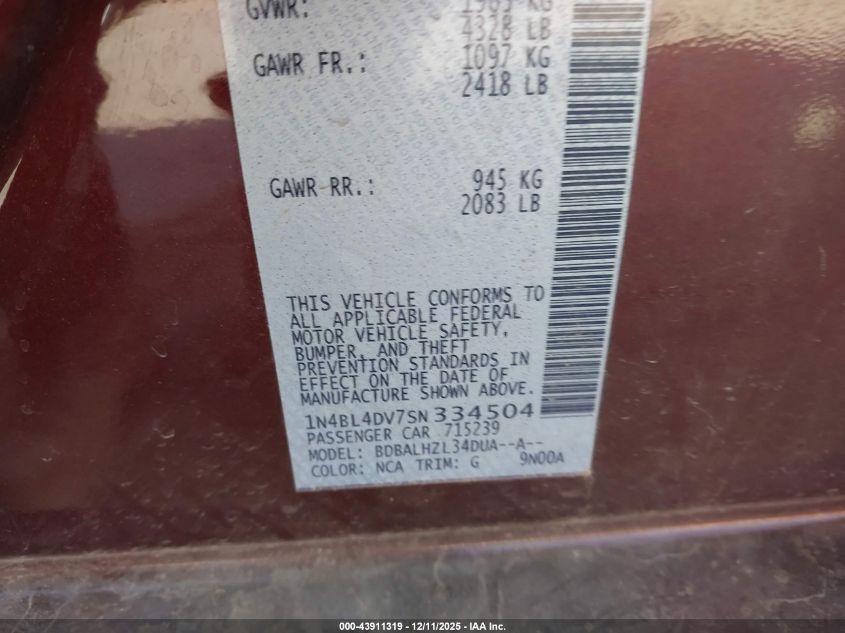 GVWR: 1963 KG
4328 LB
GAWR FR.: 1097 KG
2418 LB
GAWR RR.: 945 KG
2083 LB
THIS VEHICLE CONFORMS TO
ALL APPLICABLE FEDERAL
MOTOR VEHICLE SAFETY,
BUMPER, AND THEFT
PREVENTION STANDARDS IN
EFFECT ON THE DATE OF
MANUFACTURE SHOWN ABOVE.
1N4BL4DV7SN334504
PASSENGER CAR 715239
MODEL: BDBALHZL34DUA--A--
COLOR: NCA TRIM: G 9N00A
000-43911319 - 12/11/2025 - IAA Inc.